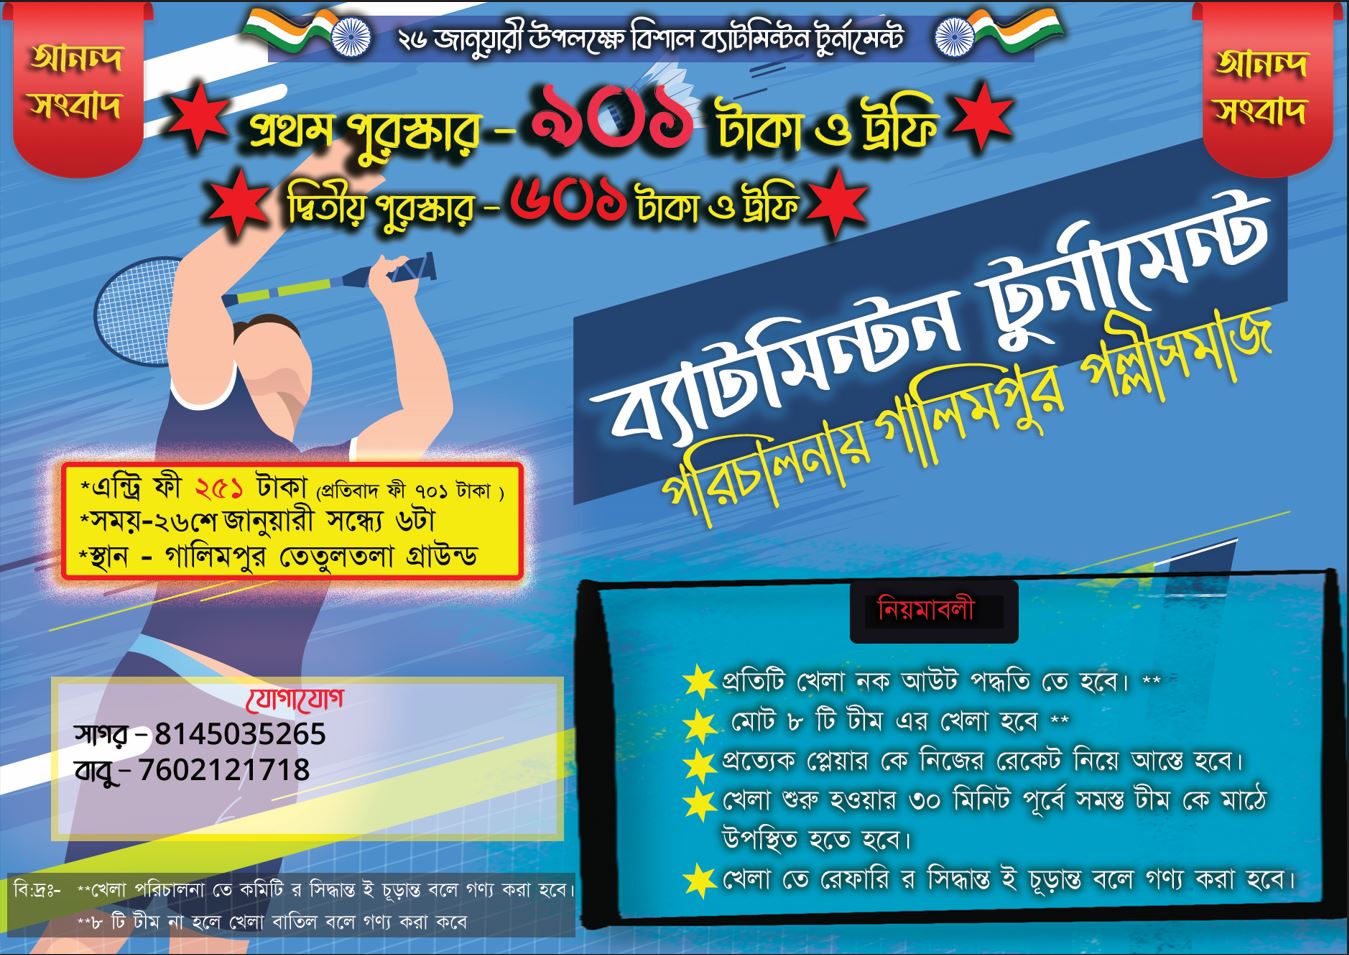 আনন্দ
সংবাদ
২৬ জানুয়ারী উপলক্ষে বিশাল ব্যাটমিন্টন টুর্নামেন্ট
আনন্দ
সংবাদ
প্রথম পুরস্কার - ৯০১ টাকা ও ট্রফি
দ্বিতীয় পুরস্কার - ৬০১ টাকা ও ট্রফি
ব্যাটমিন্টন টুর্নামেন্ট
পরিচালনায় গালিমপুর পল্লীসমাজ
*এন্ট্রি ফী ২৫১ টাকা (প্রতিবাদ ফী ৭০১ টাকা )
*সময়-২৬শে জানুয়ারী সন্ধ্যে ৬টা
*স্থান - গালিমপুর তেতুলতলা গ্রাউন্ড
যোগাযোগ
সাগর - 8145035265
বাবু - 7602121718
বি:দ্রঃ- **খেলা পরিচালনা তে কমিটি র সিদ্ধান্ত ই চূড়ান্ত বলে গণ্য করা হবে।
**৮ টি টীম না হলে খেলা বাতিল বলে গণ্য করা কবে
নিয়মাবলী
প্রতিটি খেলা নক আউট পদ্ধতি তে হবে। **
মোট ৮ টি টীম এর খেলা হবে **
প্রত্যেক প্লেয়ার কে নিজের রেকেট নিয়ে আস্তে হবে।
খেলা শুরু হওয়ার ৩০ মিনিট পূর্বে সমস্ত টীম কে মাঠে
উপস্থিত হতে হবে।
খেলা তে রেফারি র সিদ্ধান্ত ই চূড়ান্ত বলে গণ্য করা হবে।